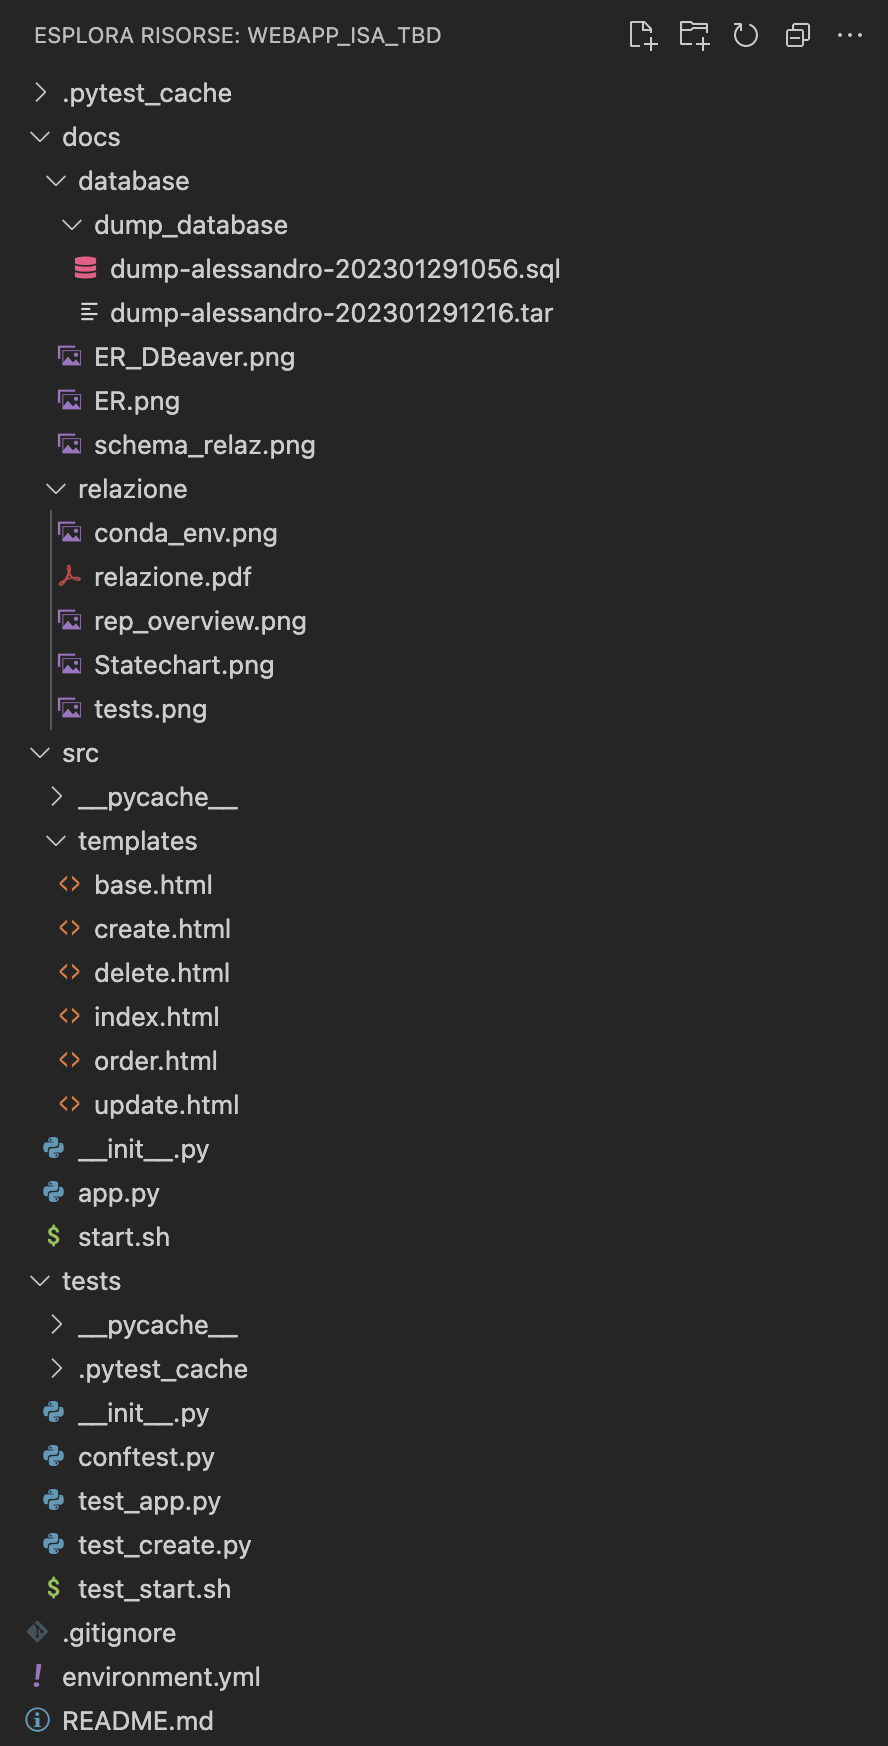 ESPLORA RISORSE: WEBAPP_ISA_TBD
.pytest_cache
docs
database
dump_database
dump-alessandro-202301291056.sql
dump-alessandro-202301291216.tar
ER_DBeaver.png
ER.png
schema_relaz.png
relazione
conda_env.png
relazione.pdf
rep_overview.png
Statechart.png
tests.png
src
__pycache__
templates
base.html
create.html
delete.html
index.html
order.html
update.html
__init__.py
app.py
$ start.sh
tests
__pycache__
.pytest_cache
__init__.py
conftest.py
test_app.py
test_create.py
$ test_start.sh
.gitignore
! environment.yml
README.md